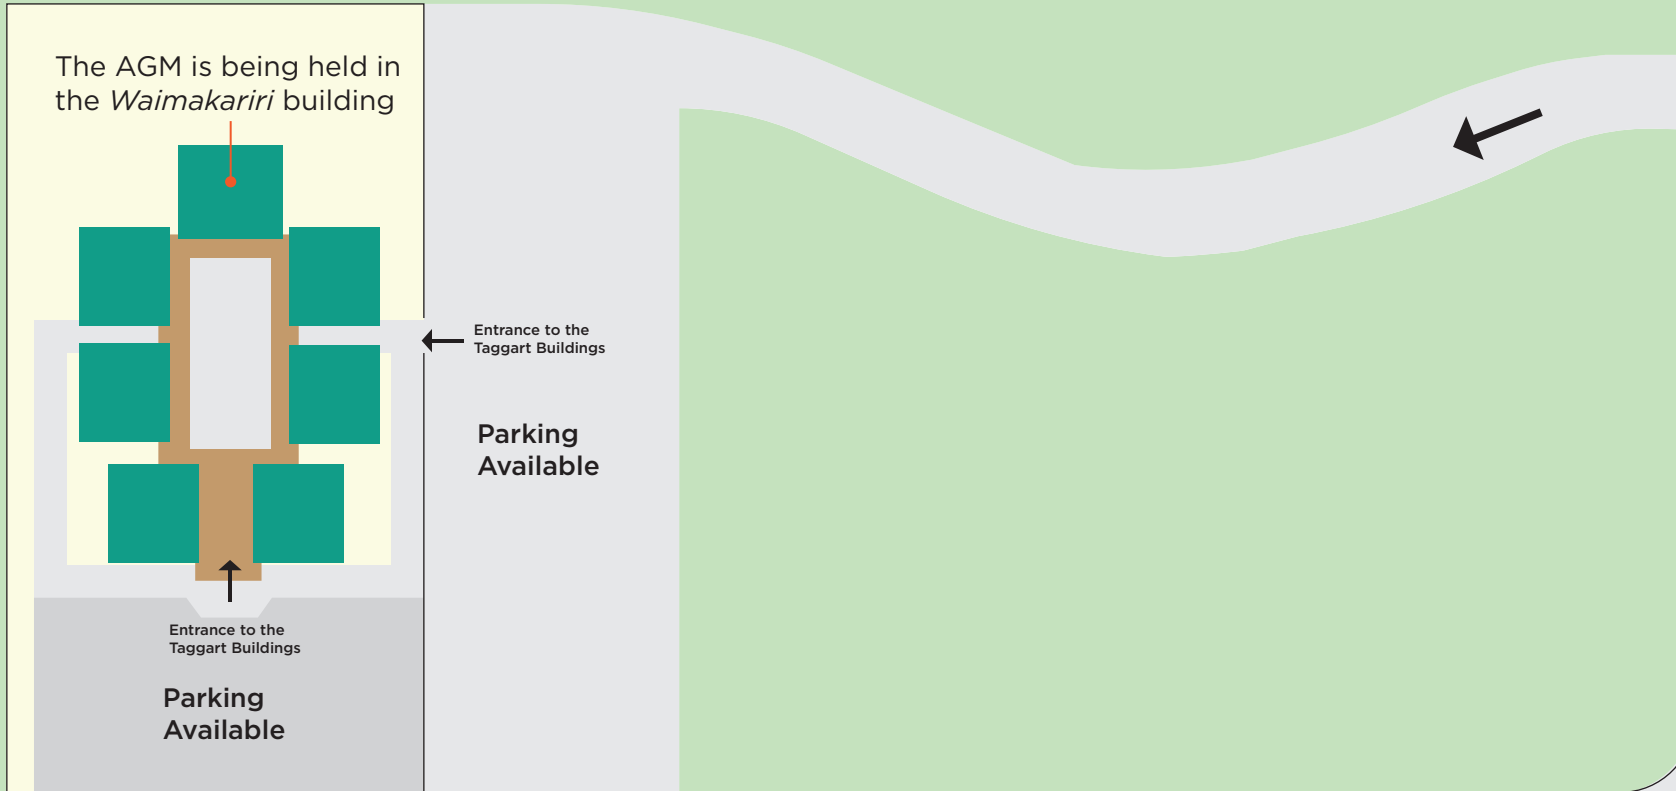 The AGM is being held in
the Waimakariri building
Entrance to the
Taggart Buildings
Parking
Available
Entrance to the
Taggart Buildings
Parking
Available